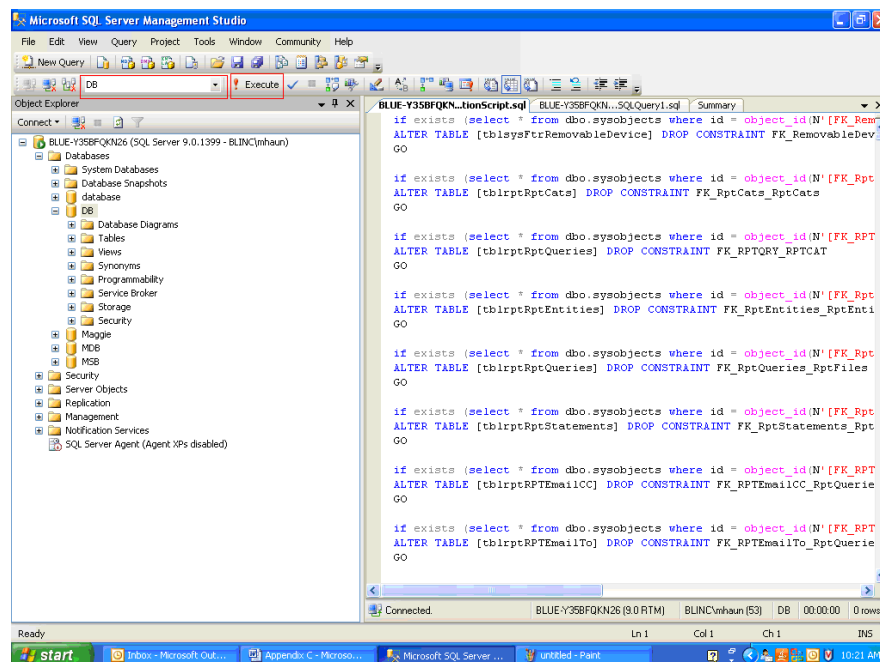 Microsoft SQL Server Management Studio
File Edit View Query Project Tools Window Community Help
New Query
DB Execute
Object Explorer
Connect
BLUE-Y35BFQKN26 (SQL Server 9.0.1399 - BLINC\mhaun)
Databases
System Databases
Database Snapshots
database
DB
Database Diagrams
Tables
Views
Synonyms
Programmability
Service Broker
Storage
Security
Maggie
MDB
MSB
Security
Server Objects
Replication
Management
Notification Services
SQL Server Agent (Agent XPs disabled)
BLUE-Y35BFQKN...tionScript.sql BLUE-Y35BFQKN...SQLQuery1.sql Summary
if exists (select * from dbo.sysobjects where id = object_id(N'[FK_Rem
ALTER TABLE [tblsysFtrRemovableDevice] DROP CONSTRAINT FK_RemovableDev
GO
if exists (select * from dbo.sysobjects where id = object_id(N'[FK_Rpt
ALTER TABLE [tblrptRptCats] DROP CONSTRAINT FK_RptCats_RptCats
GO
if exists (select * from dbo.sysobjects where id = object_id(N'[FK_RPT
ALTER TABLE [tblrptRptQueries] DROP CONSTRAINT FK_RPTQRY_RPTCAT
GO
if exists (select * from dbo.sysobjects where id = object_id(N'[FK_Rpt
ALTER TABLE [tblrptRptEntities] DROP CONSTRAINT FK_RptEntities_RptEnti
GO
if exists (select * from dbo.sysobjects where id = object_id(N'[FK_Rpt
ALTER TABLE [tblrptRptQueries] DROP CONSTRAINT FK_RptQueries_RptFiles
GO
if exists (select * from dbo.sysobjects where id = object_id(N'[FK_Rpt
ALTER TABLE [tblrptRptStatements] DROP CONSTRAINT FK_RptStatements_Rpt
GO
if exists (select * from dbo.sysobjects where id = object_id(N'[FK_RPT
ALTER TABLE [tblrptRPTEmailCC] DROP CONSTRAINT FK_RPTEmailCC_RptQuerie
GO
if exists (select * from dbo.sysobjects where id = object_id(N'[FK_RPT
ALTER TABLE [tblrptRPTEmailTo] DROP CONSTRAINT FK_RPTEmailTo_RptQuerie
GO
Connected. BLUE-Y35BFQKN26 (9.0 RTM) BLINC\mhaun (53) DB 00:00:00 0 rows
Ready Ln 1 Col 1 Ch 1 INS
start Inbox - Microsoft Out... Appendix C - Microso... Microsoft SQL Server ... untitled - Paint 10:21 AM